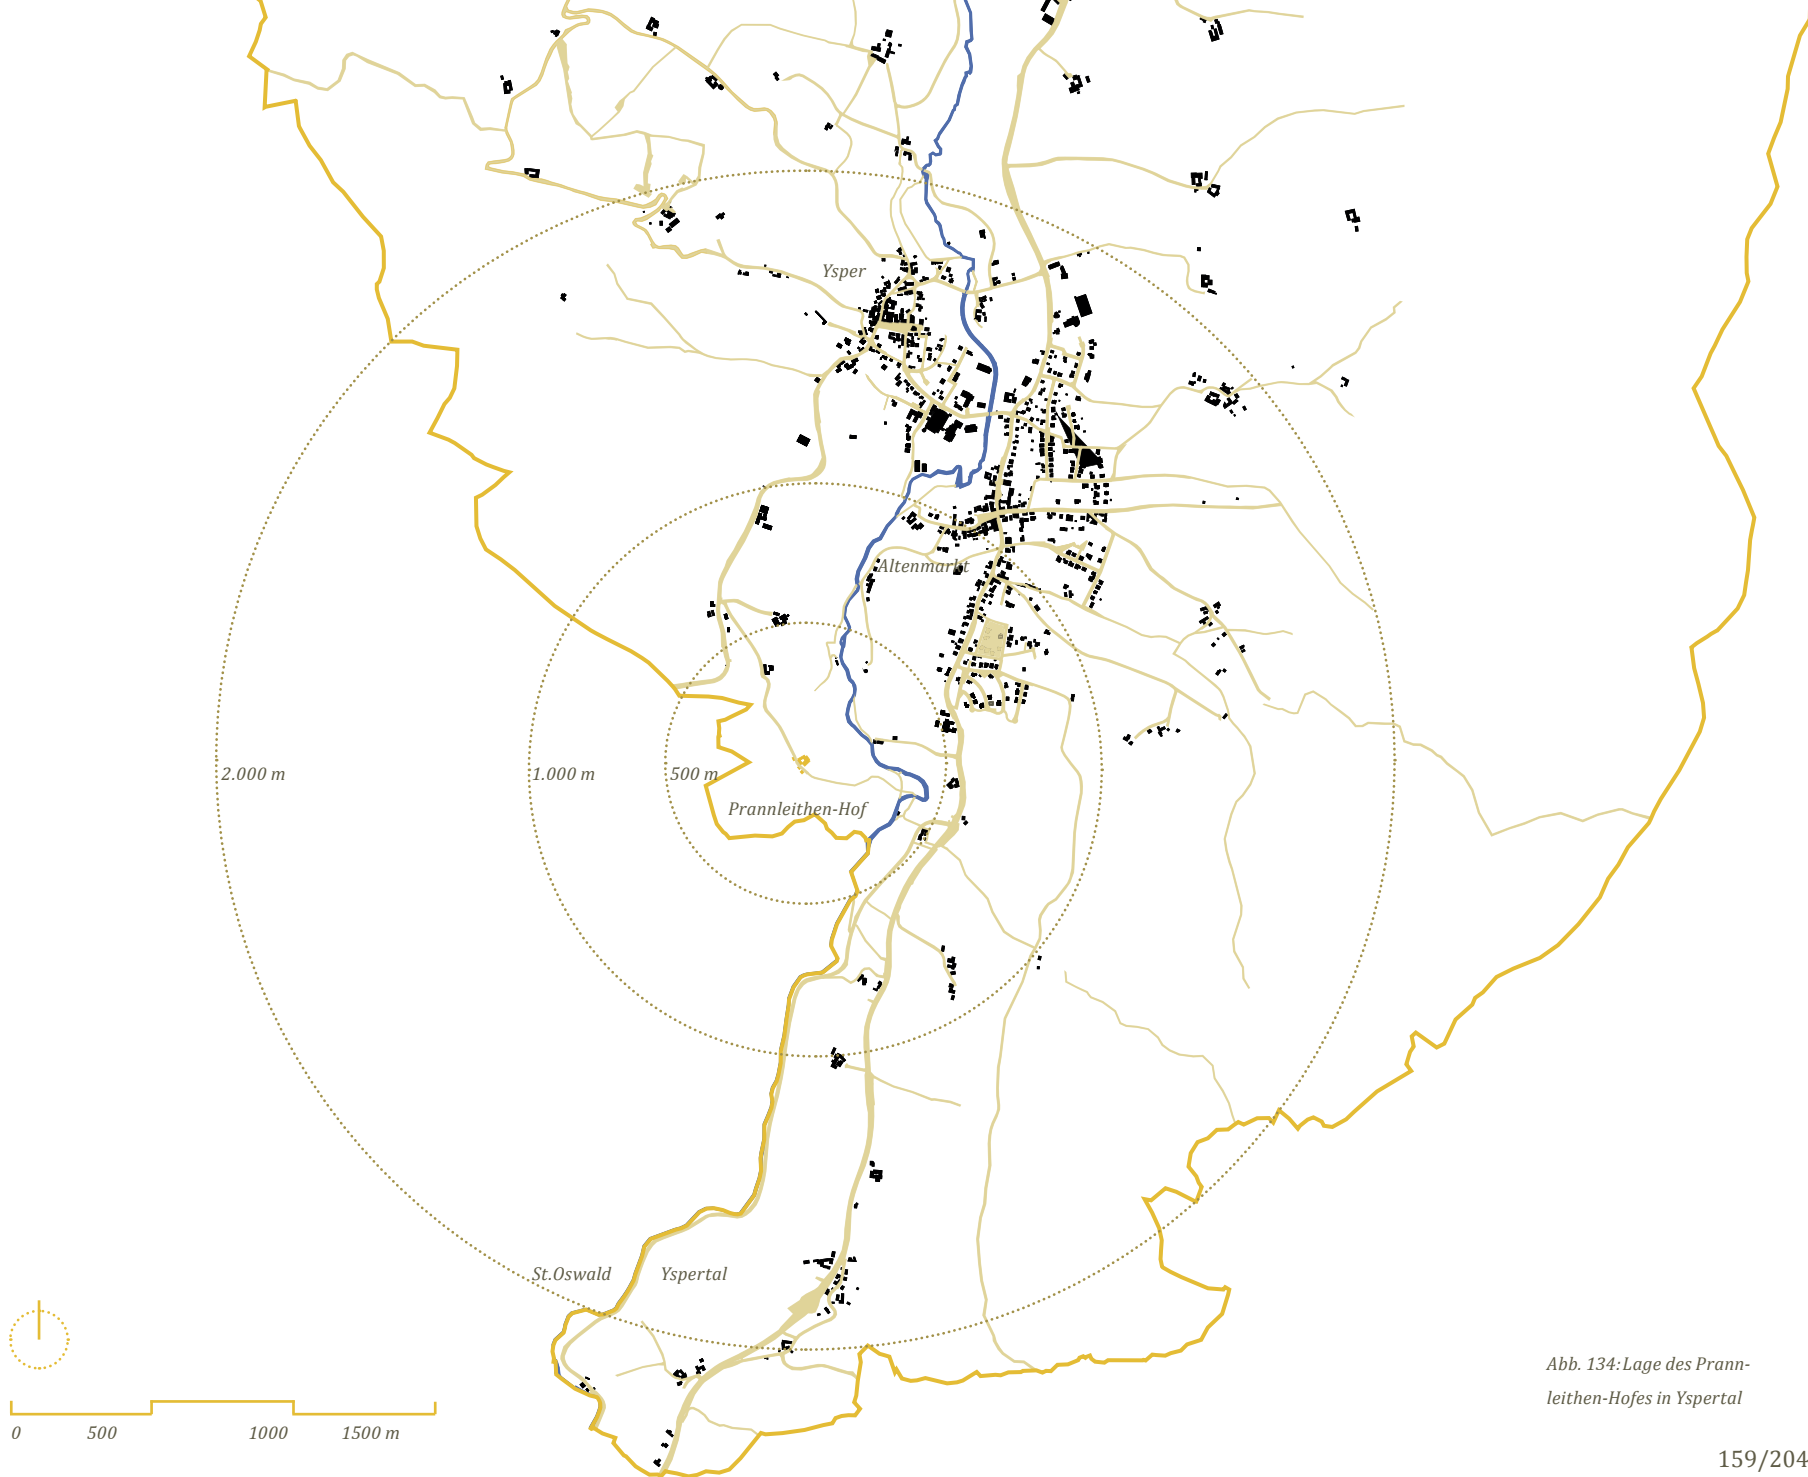 Ysper
Altenmarkt
2.000 m
1.000 m
500 m
Prannleithen-Hof
St.Oswald
Yspertal
0
500
1000
1500 m
Abb. 134: Lage des Prann-
leithen-Hofes in Yspertal
159/204